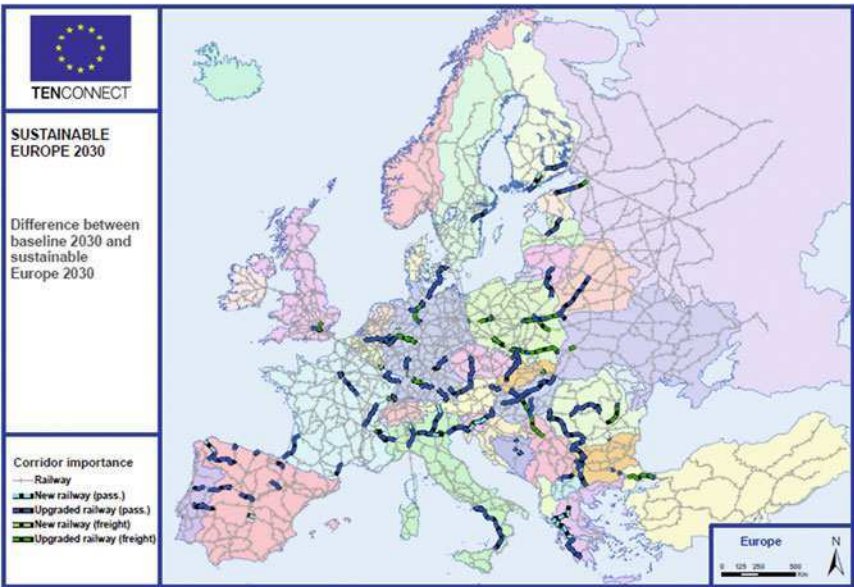 TENCONNECT
SUSTAINABLE
EUROPE 2030
Difference between
baseline 2030 and
sustainable
Europe 2030
Corridor importance
Railway
New railway (pass.)
Upgraded railway (pass.)
New railway (freight)
Upgraded railway (freight)
Europe
N
0 125 250 500
Km